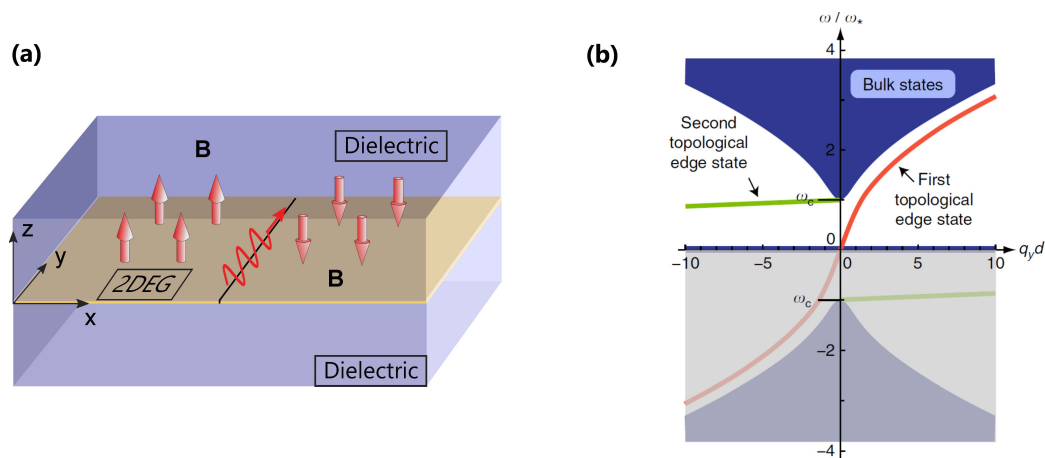 (a)
B
Dielectric
z
y
2DEG
B
x
Dielectric
(b)
ω / ω⋆
4
Bulk states
Second
topological
edge state
2
ω_c
First
topological
edge state
0
−10
−5
0
5
10
q_y d
ω_c
−2
−4